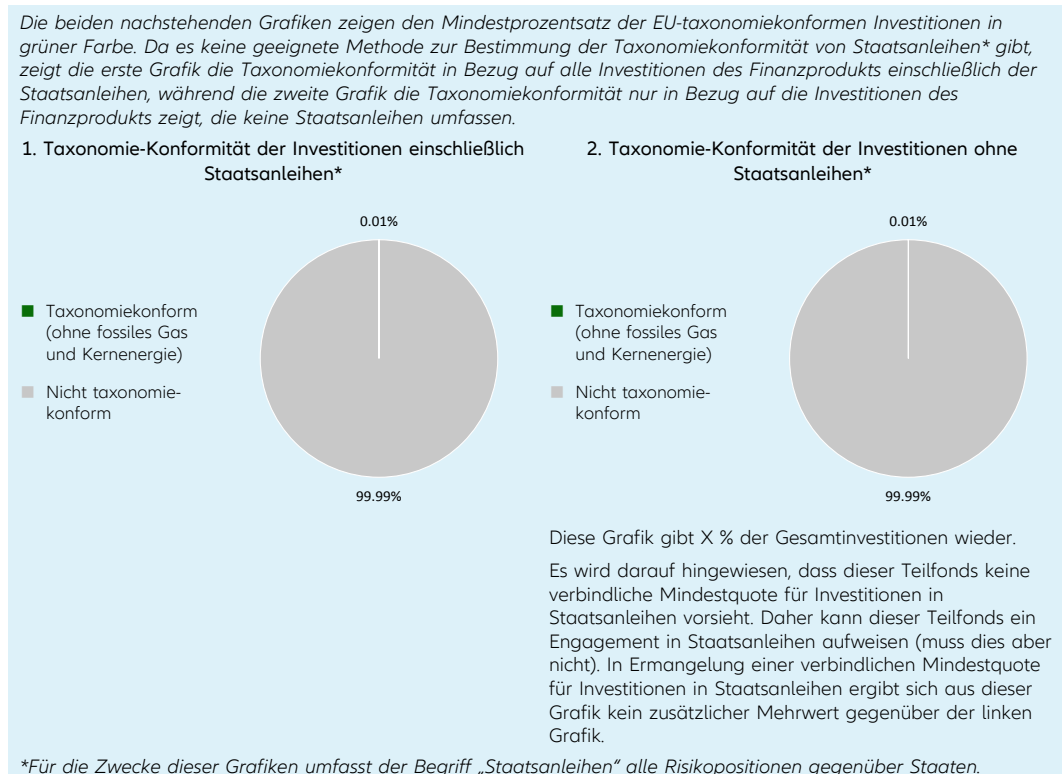 Die beiden nachstehenden Grafiken zeigen den Mindestprozentsatz der EU-taxonomiekonformen Investitionen in
grüner Farbe. Da es keine geeignete Methode zur Bestimmung der Taxonomiekonformität von Staatsanleihen* gibt,
zeigt die erste Grafik die Taxonomiekonformität in Bezug auf alle Investitionen des Finanzprodukts einschließlich der
Staatsanleihen, während die zweite Grafik die Taxonomiekonformität nur in Bezug auf die Investitionen des
Finanzprodukts zeigt, die keine Staatsanleihen umfassen.
1. Taxonomie-Konformität der Investitionen einschließlich
Staatsanleihen*
0.01%
Taxonomiekonform
(ohne fossiles Gas
und Kernenergie)
Nicht taxonomie-
konform
99.99%
2. Taxonomie-Konformität der Investitionen ohne
Staatsanleihen*
0.01%
Taxonomiekonform
(ohne fossiles Gas
und Kernenergie)
Nicht taxonomie-
konform
99.99%
Diese Grafik gibt X % der Gesamtinvestitionen wieder.
Es wird darauf hingewiesen, dass dieser Teilfonds keine
verbindliche Mindestquote für Investitionen in
Staatsanleihen vorsieht. Daher kann dieser Teilfonds ein
Engagement in Staatsanleihen aufweisen (muss dies aber
nicht). In Ermangelung einer verbindlichen Mindestquote
für Investitionen in Staatsanleihen ergibt sich aus dieser
Grafik kein zusätzlicher Mehrwert gegenüber der linken
Grafik.
*Für die Zwecke dieser Grafiken umfasst der Begriff „Staatsanleihen" alle Risikopositionen gegenüber Staaten.